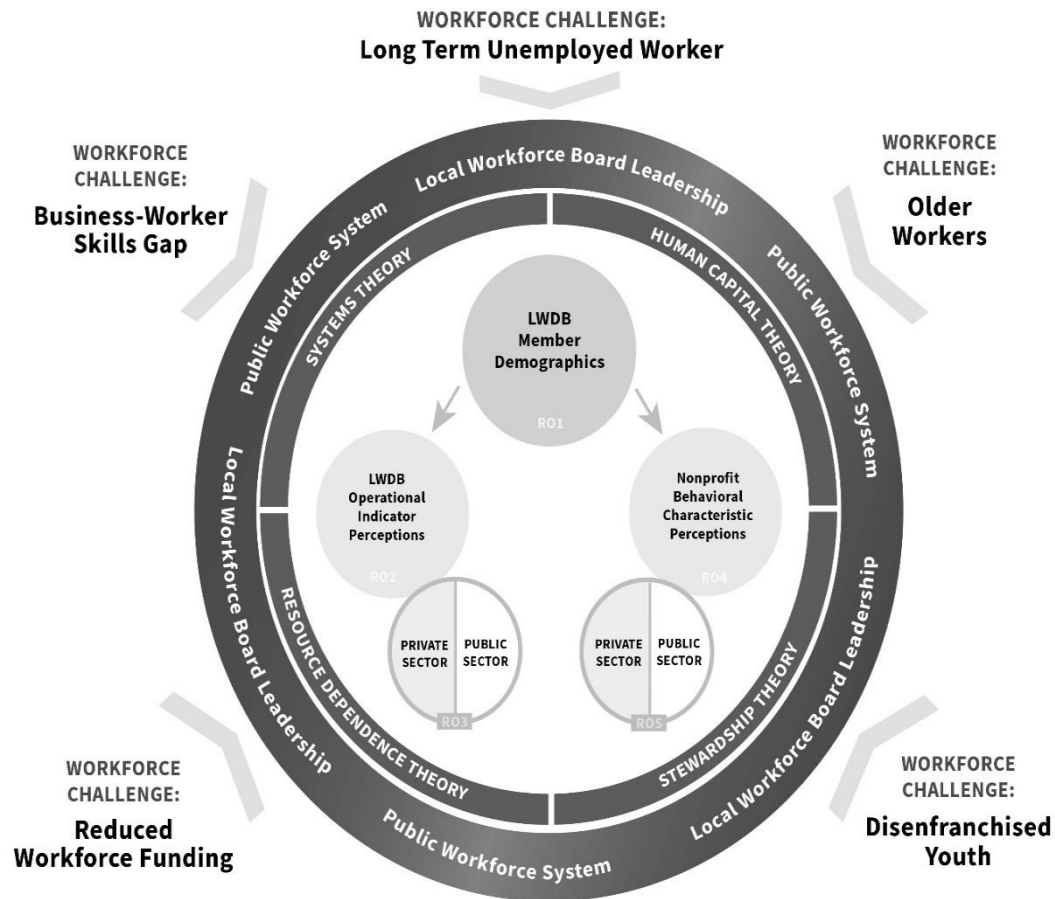 WORKFORCE CHALLENGE:
Long Term Unemployed Worker
WORKFORCE
CHALLENGE:
Business-Worker
Skills Gap
WORKFORCE
CHALLENGE:
Older
Workers
Local Workforce Board Leadership
Public Workforce System
Public Workforce System
SYSTEMS THEORY
HUMAN CAPITAL THEORY
LWDB
Member
Demographics
RO1
LWDB
Operational
Indicator
Perceptions
RO2
Nonprofit
Behavioral
Characteristic
Perceptions
RO4
PRIVATE
SECTOR
PUBLIC
SECTOR
RO3
PRIVATE
SECTOR
PUBLIC
SECTOR
RO5
RESOURCE DEPENDENCE THEORY
STEWARDSHIP THEORY
Local Workforce Board Leadership
Local Workforce Board Leadership
Public Workforce System
WORKFORCE
CHALLENGE:
Reduced
Workforce Funding
WORKFORCE
CHALLENGE:
Disenfranchised
Youth